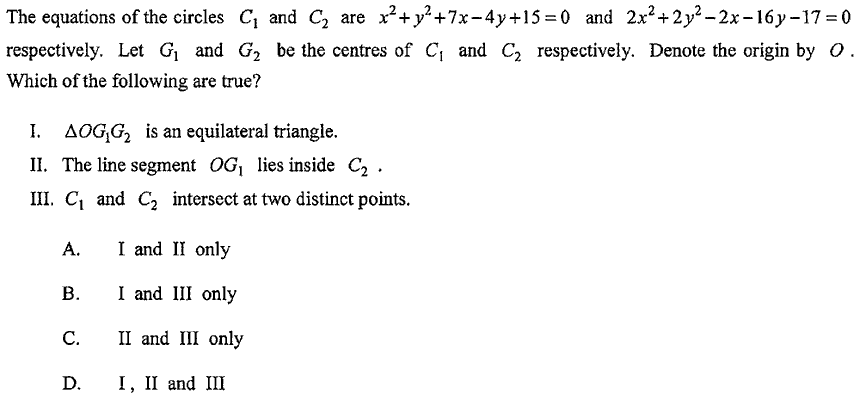 The equations of the circles C₁ and C₂ are x²+y²+7x−4y+15=0 and 2x²+2y²−2x−16y−17=0
respectively. Let G₁ and G₂ be the centres of C₁ and C₂ respectively. Denote the origin by O.
Which of the following are true?
I. ΔOG₁G₂ is an equilateral triangle.
II. The line segment OG₁ lies inside C₂.
III. C₁ and C₂ intersect at two distinct points.
A. I and II only
B. I and III only
C. II and III only
D. I, II and III